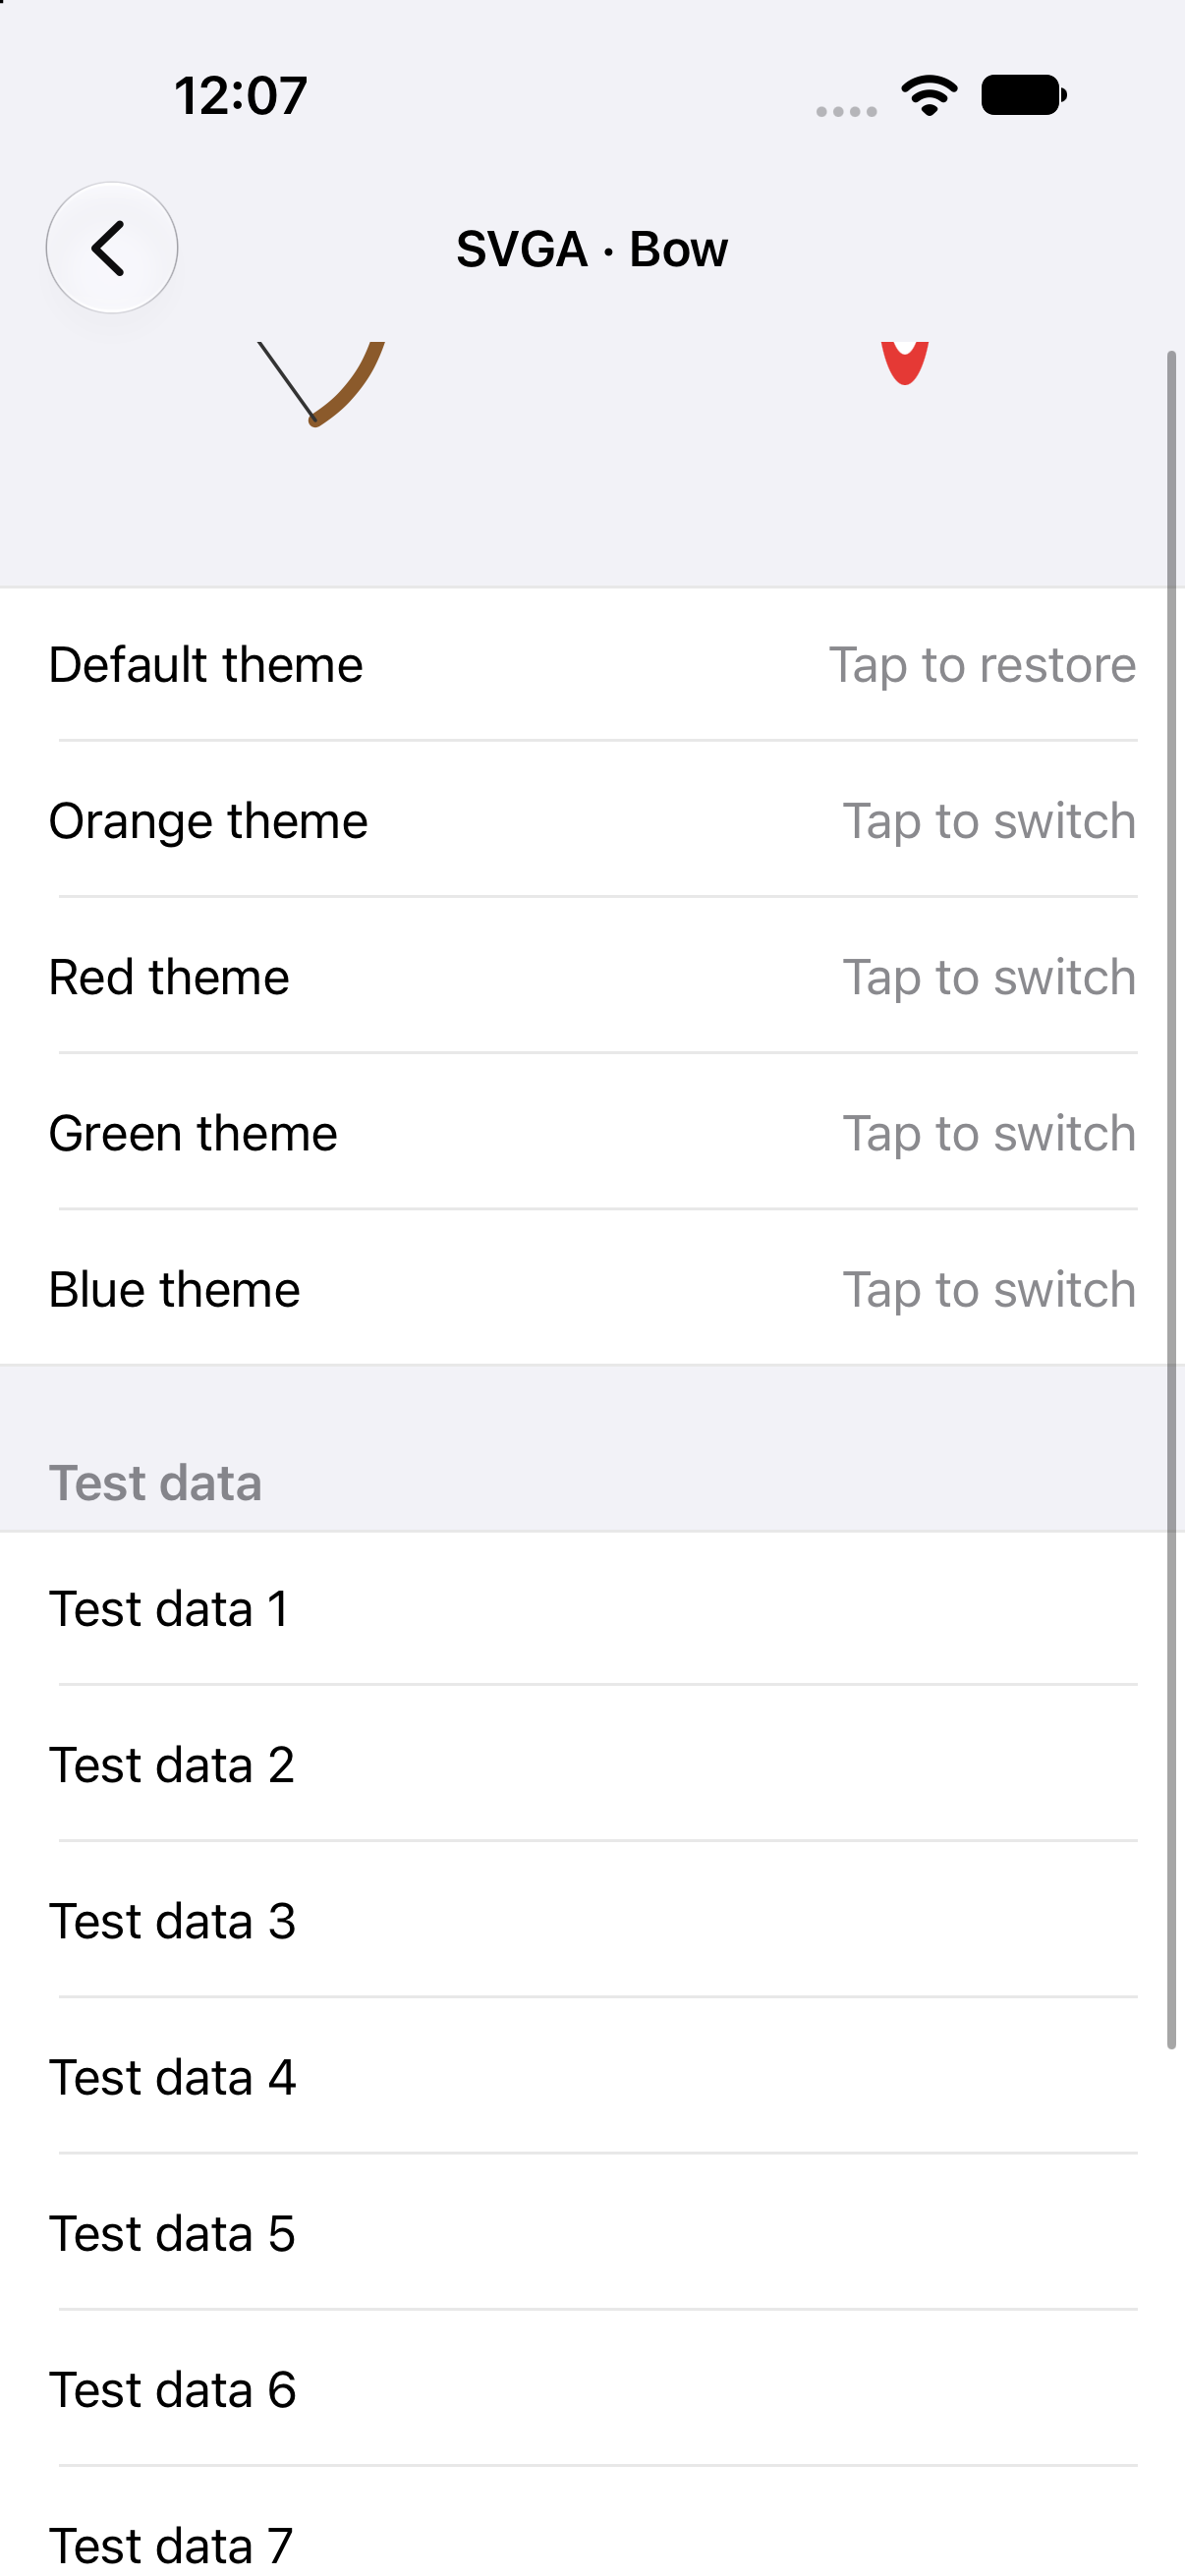 12:07
SVGA · Bow
Default theme Tap to restore
Orange theme Tap to switch
Red theme Tap to switch
Green theme Tap to switch
Blue theme Tap to switch
Test data
Test data 1
Test data 2
Test data 3
Test data 4
Test data 5
Test data 6
Test data 7